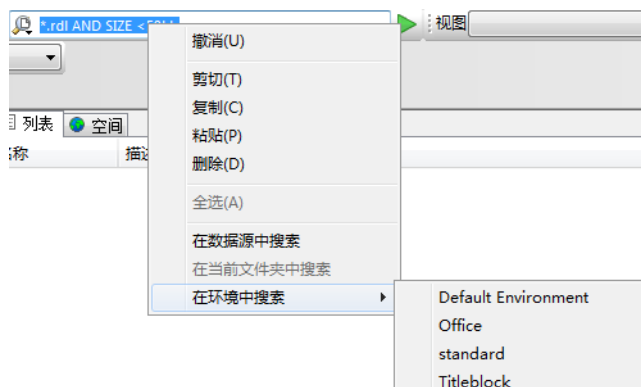 *.rdl AND SIZE <
视图
撤消(U)
剪切(T)
复制(C)
粘贴(P)
删除(D)
全选(A)
在数据源中搜索
在当前文件夹中搜索
在环境中搜索
列表
空间
称
描
Default Environment
Office
standard
Titleblock